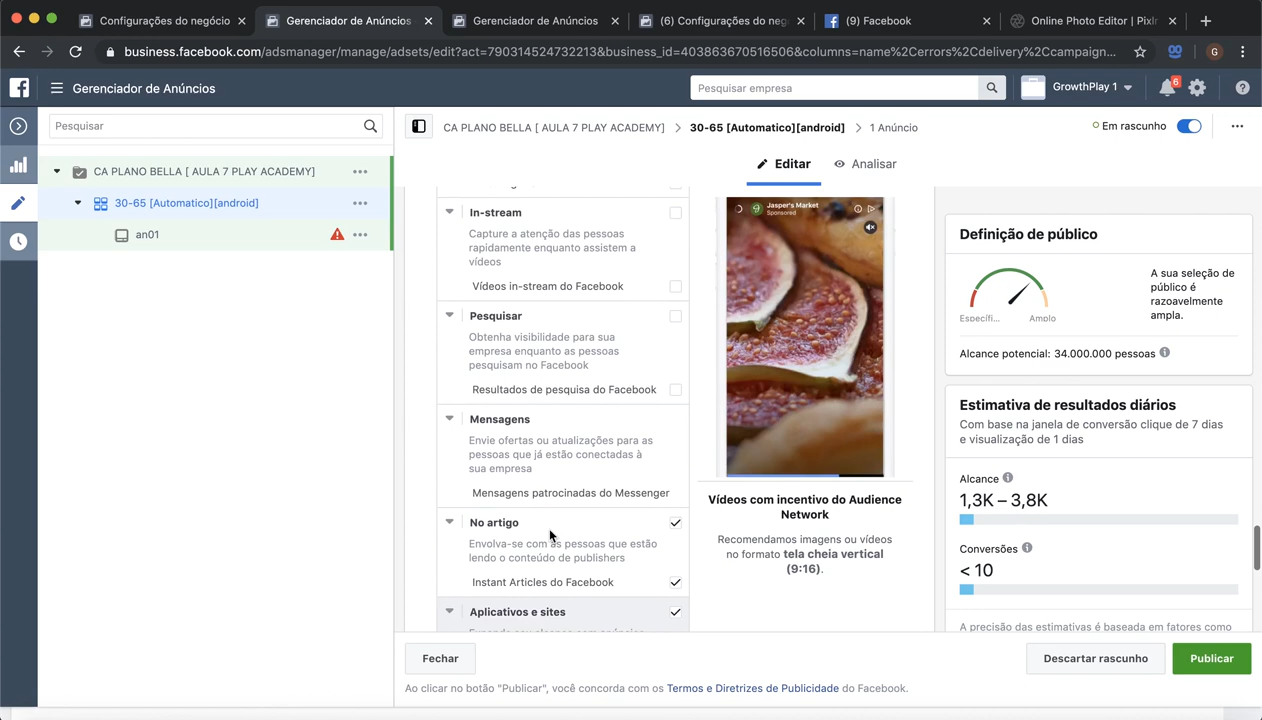 Configurações do negócio
Gerenciador de Anúncios
Gerenciador de Anúncios
(6) Configurações do neg
(9) Facebook
Online Photo Editor | Pixlr
business.facebook.com/adsmanager/manage/adsets/edit?act=790314524732213&business_id=403863670516506&columns=name%2Cerrors%2Cdelivery%2Ccampaign...
G
Gerenciador de Anúncios
Pesquisar empresa
GrowthPlay 1
6
Pesquisar
CA PLANO BELLA [ AULA 7 PLAY ACADEMY]
30-65 [Automatico][android]
1 Anúncio
Em rascunho
Editar
Analisar
CA PLANO BELLA [ AULA 7 PLAY ACADEMY]
30-65 [Automatico][android]
an01
In-stream
Capture a atenção das pessoas
rapidamente enquanto assistem a
vídeos
Vídeos in-stream do Facebook
Pesquisar
Obtenha visibilidade para sua
empresa enquanto as pessoas
pesquisam no Facebook
Resultados de pesquisa do Facebook
Mensagens
Envie ofertas ou atualizações para as
pessoas que já estão conectadas à
sua empresa
Mensagens patrocinadas do Messenger
No artigo
Envolva-se com as pessoas que estão
lendo o conteúdo de publishers
Instant Articles do Facebook
Aplicativos e sites
Jasper's Market
Sponsored
Vídeos com incentivo do Audience
Network
Recomendamos imagens ou vídeos
no formato tela cheia vertical
(9:16).
Definição de público
Específi...
Amplo
A sua seleção de
público é
razoavelmente
ampla.
Alcance potencial: 34.000.000 pessoas
Estimativa de resultados diários
Com base na janela de conversão clique de 7 dias
e visualização de 1 dias
Alcance
1,3K – 3,8K
Conversões
< 10
A precisão das estimativas é baseada em fatores como
Fechar
Descartar rascunho
Publicar
Ao clicar no botão "Publicar", você concorda com os Termos e Diretrizes de Publicidade do Facebook.